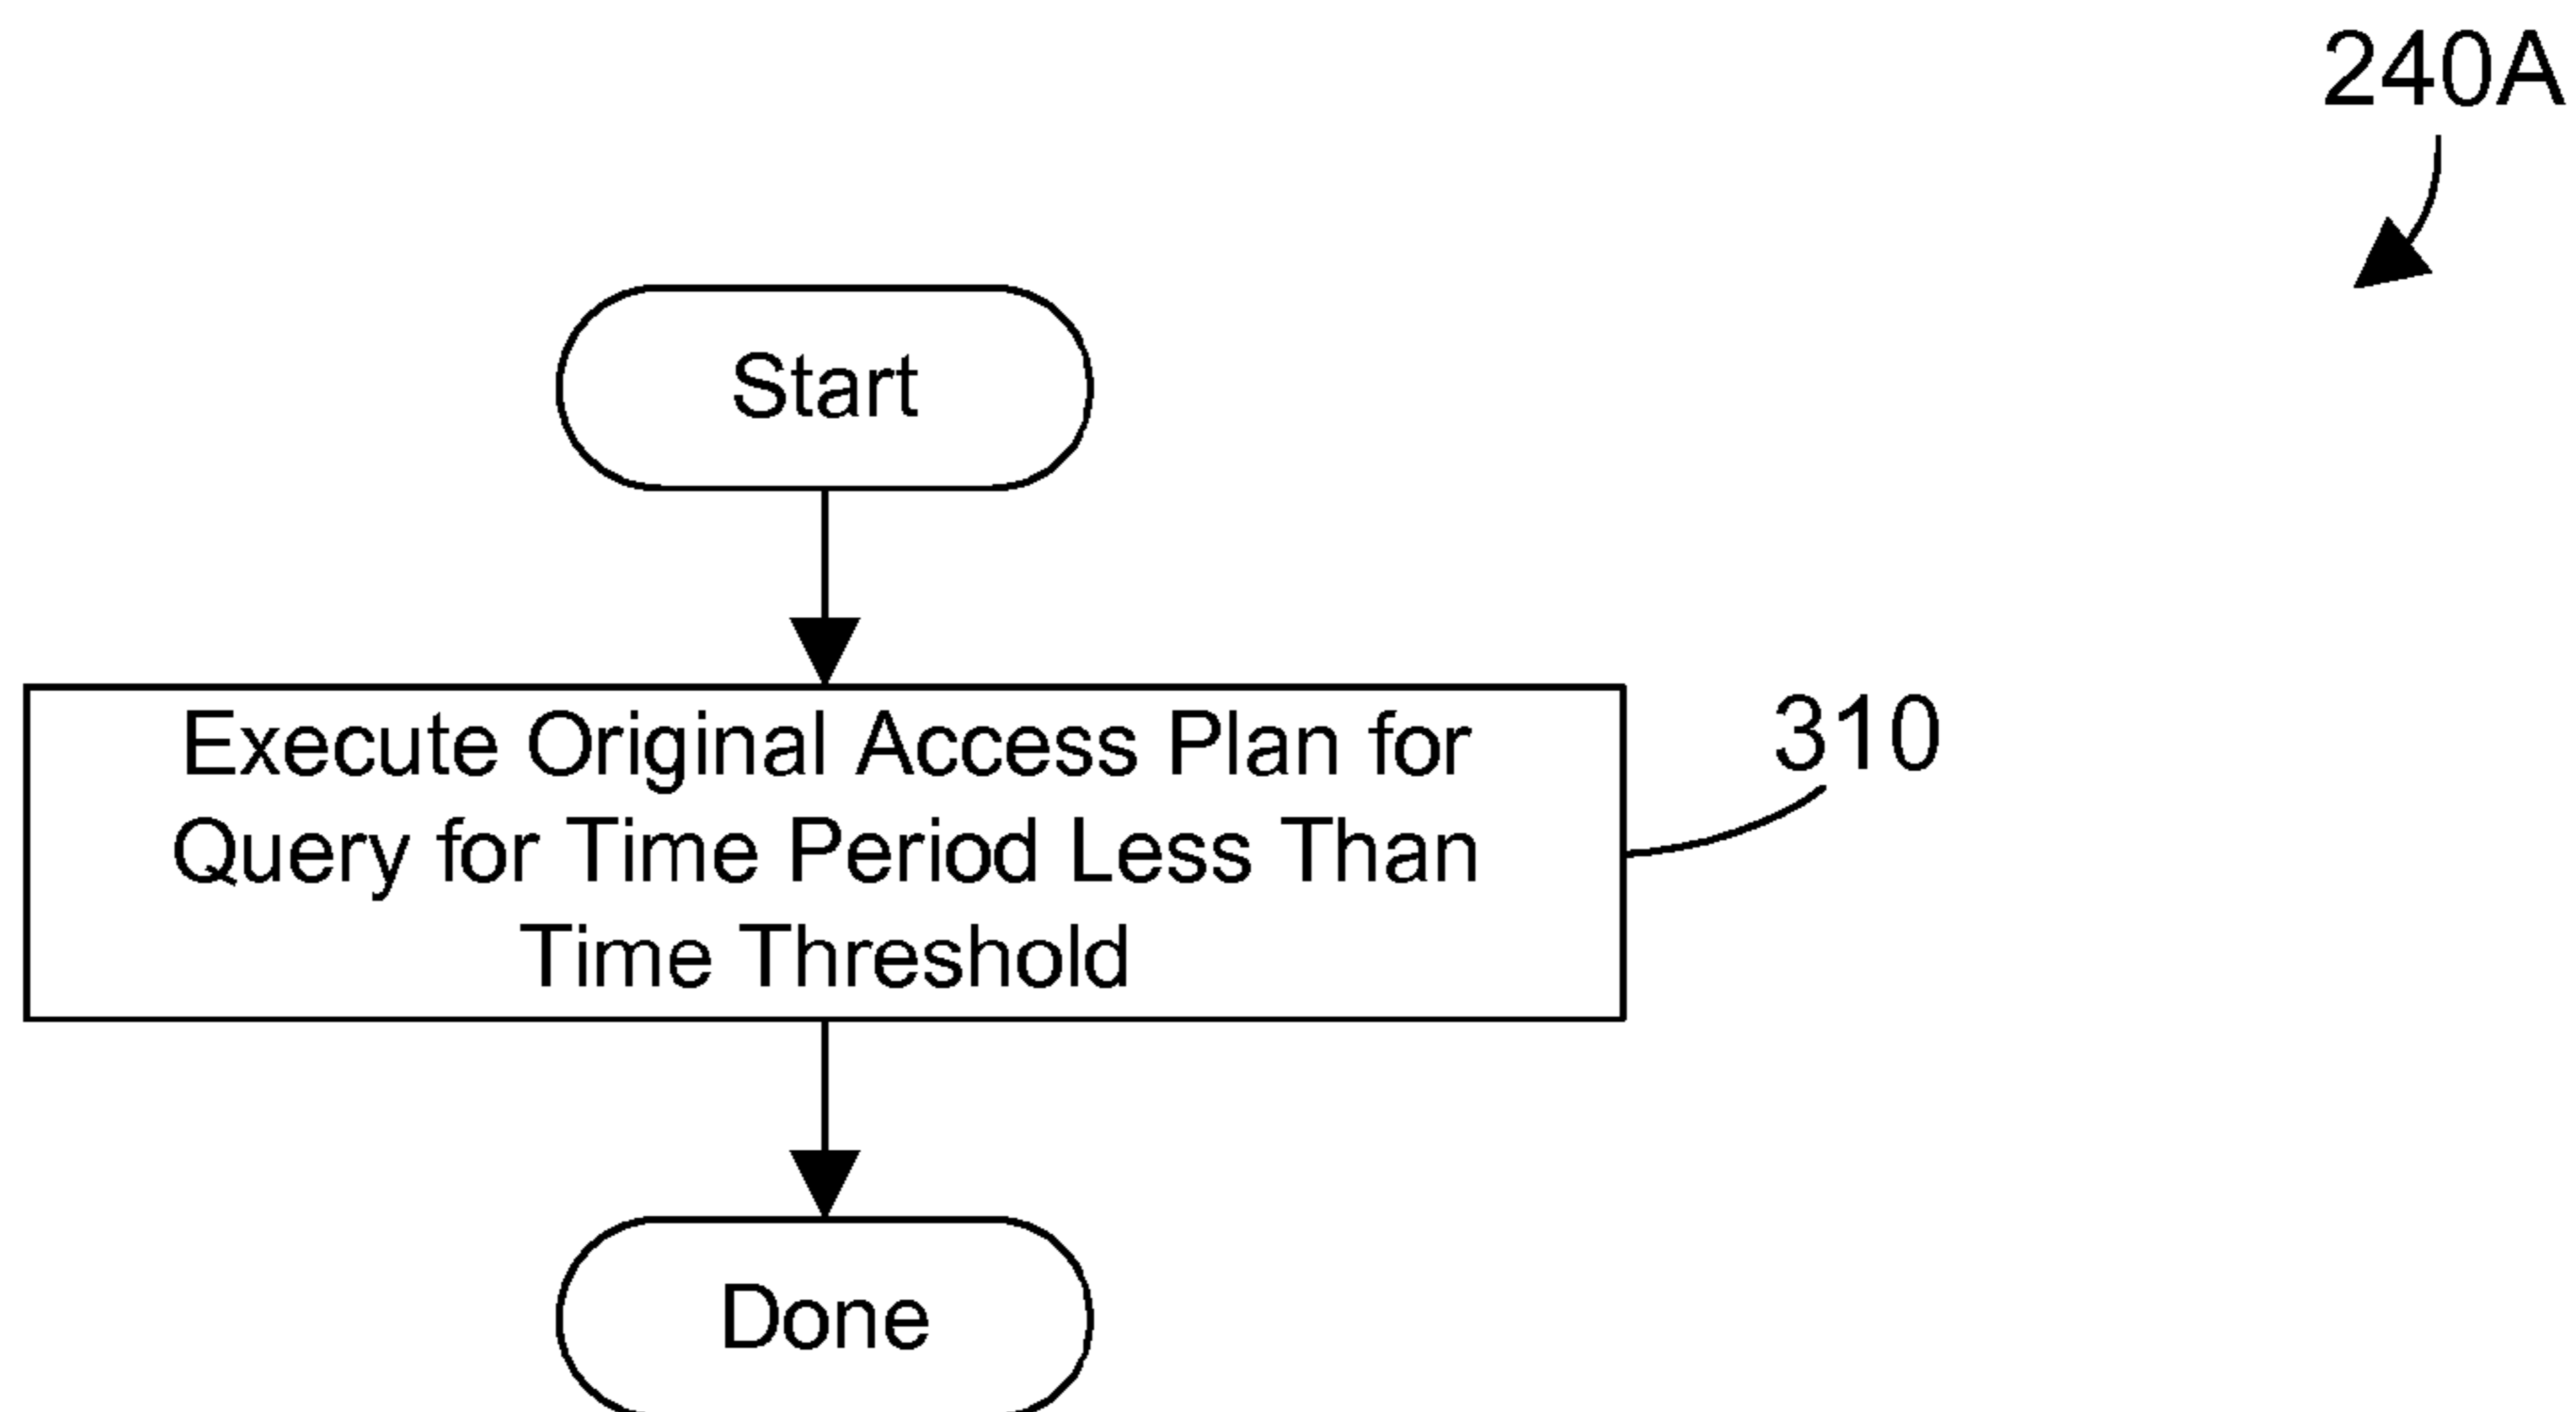 240A
Start
Execute Original Access Plan for
Query for Time Period Less Than
Time Threshold
310
Done